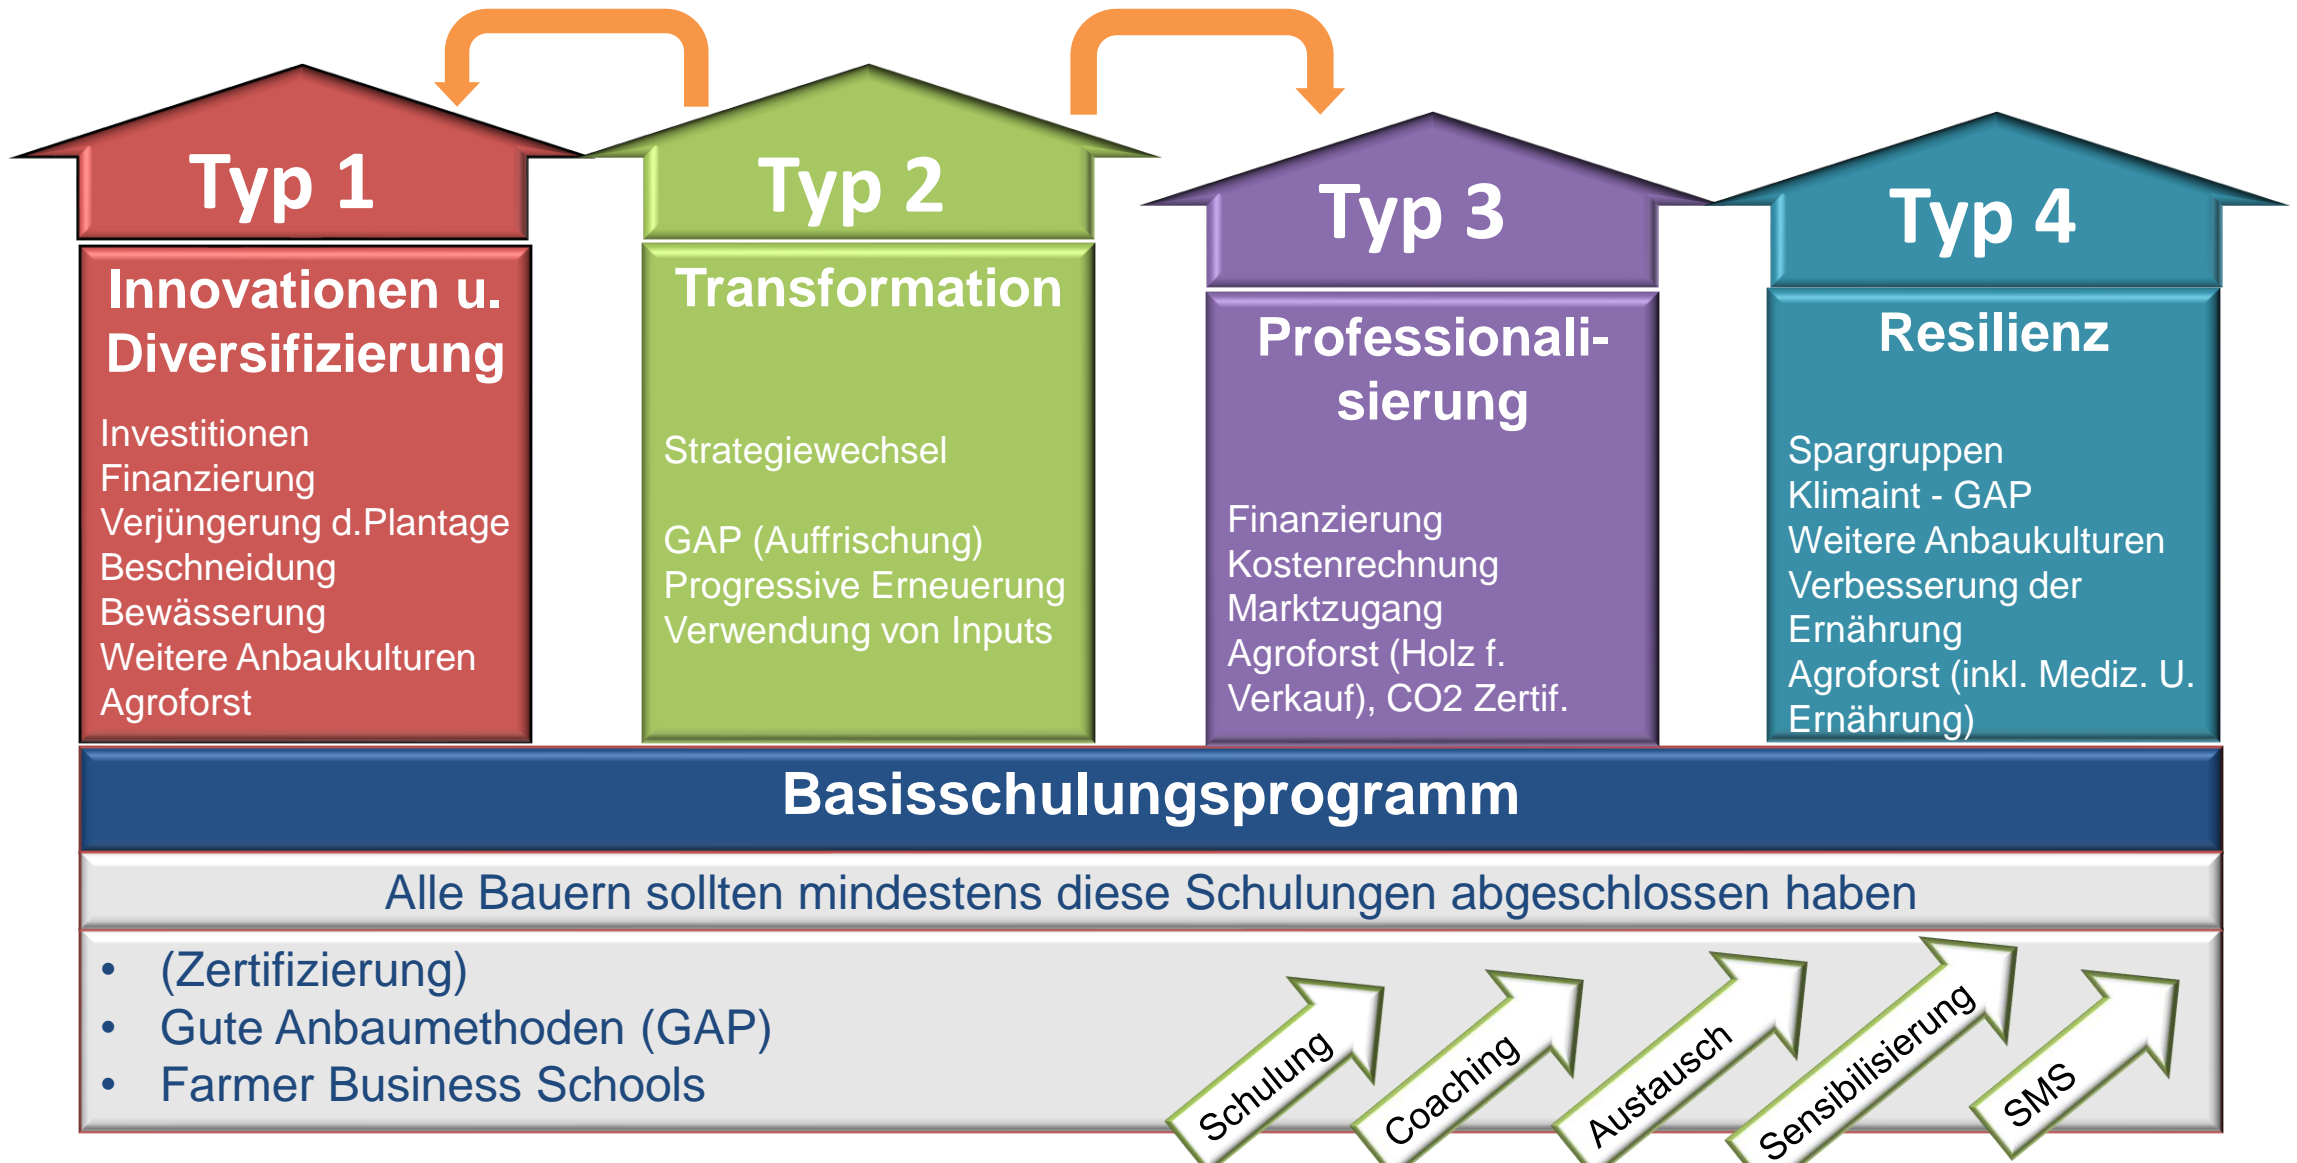 Typ 1
Innovationen u.
Diversifizierung
Investitionen
Finanzierung
Verjüngerung d.Plantage
Beschneidung
Bewässerung
Weitere Anbaukulturen
Agroforst
Typ 2
Transformation
Strategiewechsel
GAP (Auffrischung)
Progressive Erneuerung
Verwendung von Inputs
Typ 3
Professionali-
sierung
Finanzierung
Kostenrechnung
Marktzugang
Agroforst (Holz f.
Verkauf), CO2 Zertif.
Typ 4
Resilienz
Spargruppen
Klimaint - GAP
Weitere Anbaukulturen
Verbesserung der
Ernährung
Agroforst (inkl. Mediz. U.
Ernährung)
Basisschulungsprogramm
Alle Bauern sollten mindestens diese Schulungen abgeschlossen haben
• (Zertifizierung)
• Gute Anbaumethoden (GAP)
• Farmer Business Schools
Schulung
Coaching
Austausch
Sensibilisierung
SMS